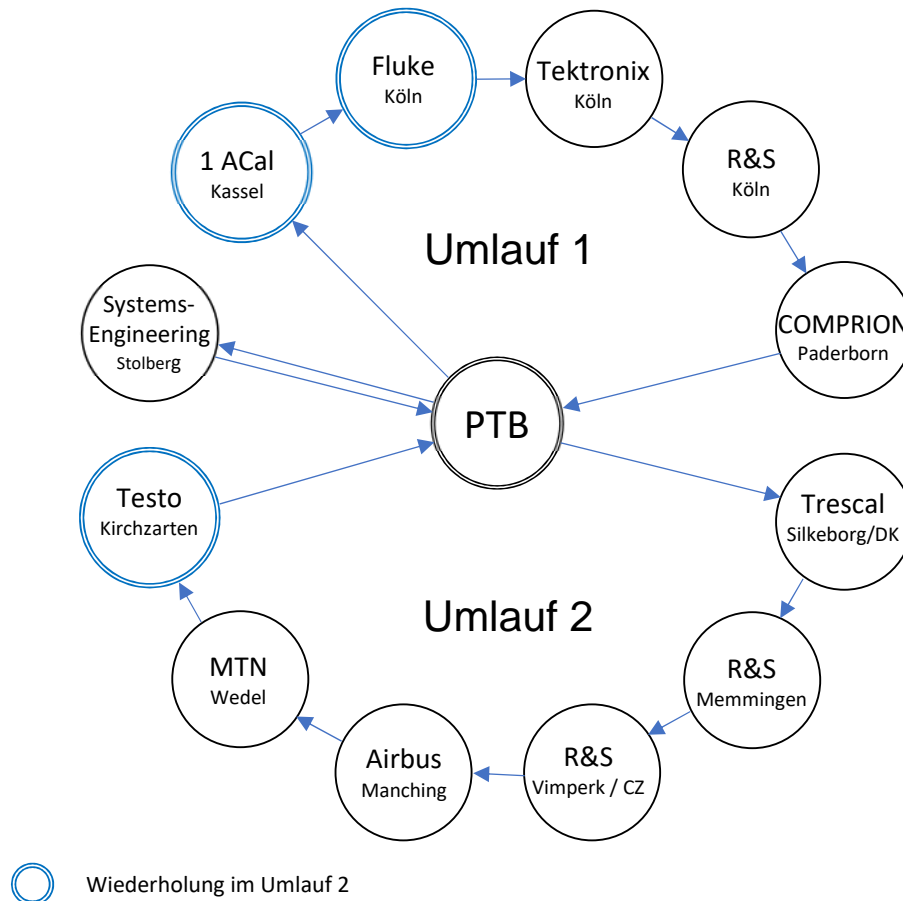 Fluke
Köln
Tektronix
Köln
1 ACal
Kassel
R&S
Köln
Umlauf 1
Systems-
Engineering
Stolberg
COMPRION
Paderborn
PTB
Testo
Kirchzarten
Trescal
Silkeborg/DK
Umlauf 2
MTN
Wedel
R&S
Memmingen
Airbus
Manching
R&S
Vimperk / CZ
Wiederholung im Umlauf 2